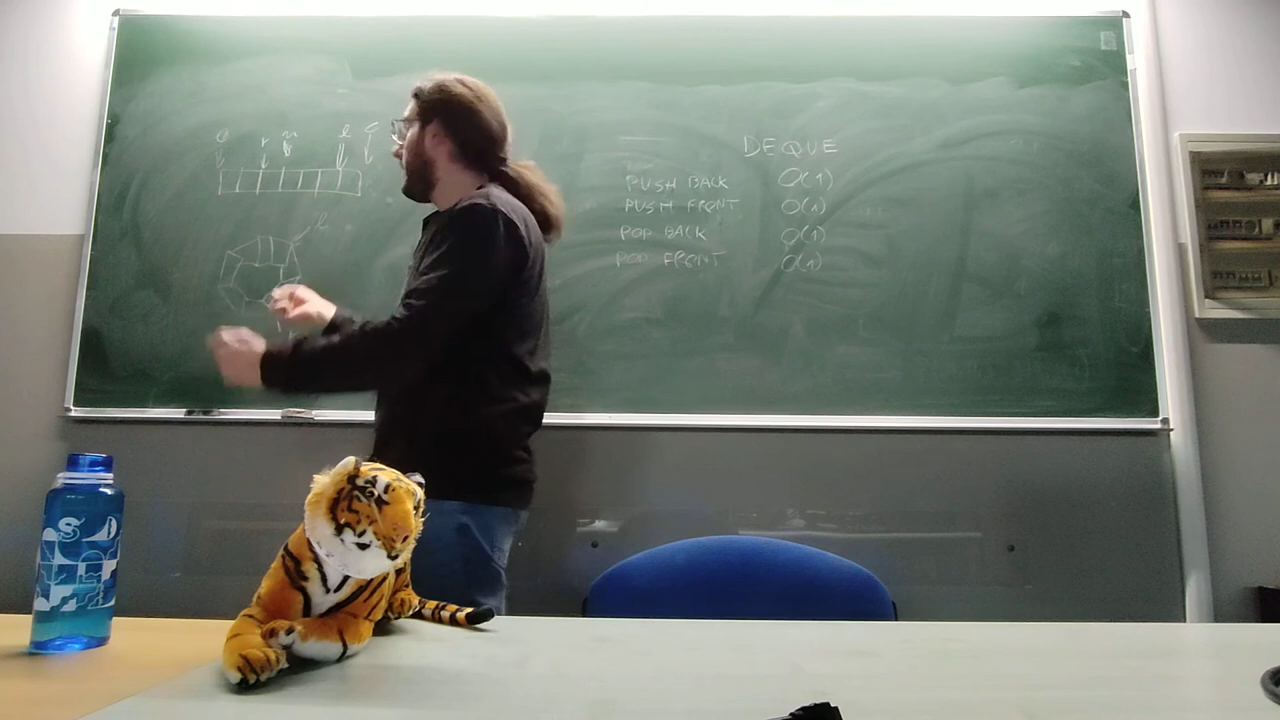 DEQUE
PUSH BACK O(1)
PUSH FRONT O(1)
POP BACK O(1)
POP FRONT O(1)